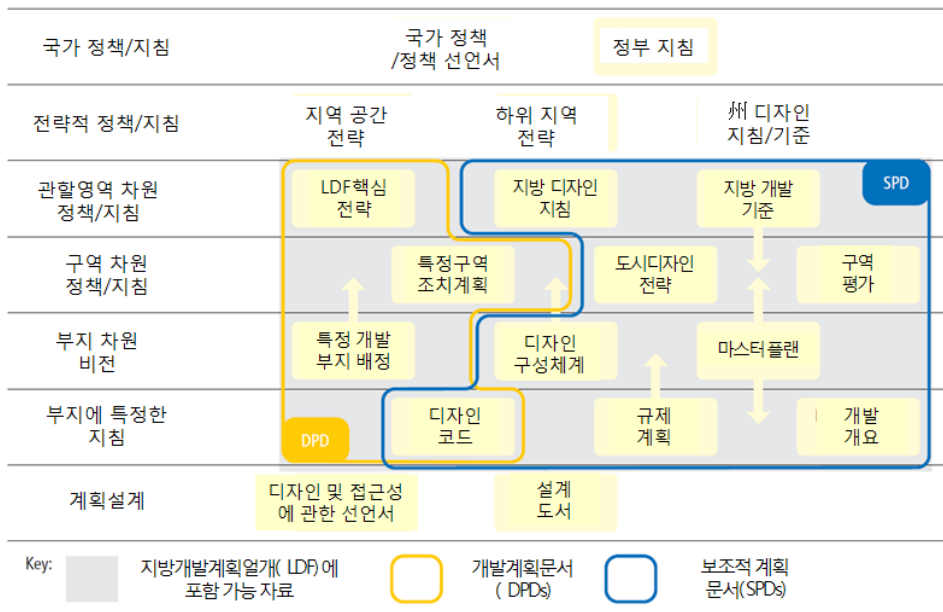 국가 정책/지침
국가 정책
/정책 선언서
정부 지침
전략적 정책/지침
지역 공간
전략
하위 지역
전략
州 디자인
지침/기준
관할영역 차원
정책/지침
LDF핵심
전략
지방 디자인
지침
지방 개발
기준
SPD
구역 차원
정책/지침
특정구역
조치계획
도시디자인
전략
구역
평가
부지 차원
비전
특정 개발
부지 배정
디자인
구성체계
마스터 플랜
부지에 특정한
지침
DPD
디자인
코드
규제
계획
개발
개요
계획설계
디자인 및 접근성
에 관한 선언서
설계
도서
Key:
지방개발계획얼개( LDF)에
포함 가능 자료
개발계획문서
( DPDs)
보조적 계획
문서(SPDs)